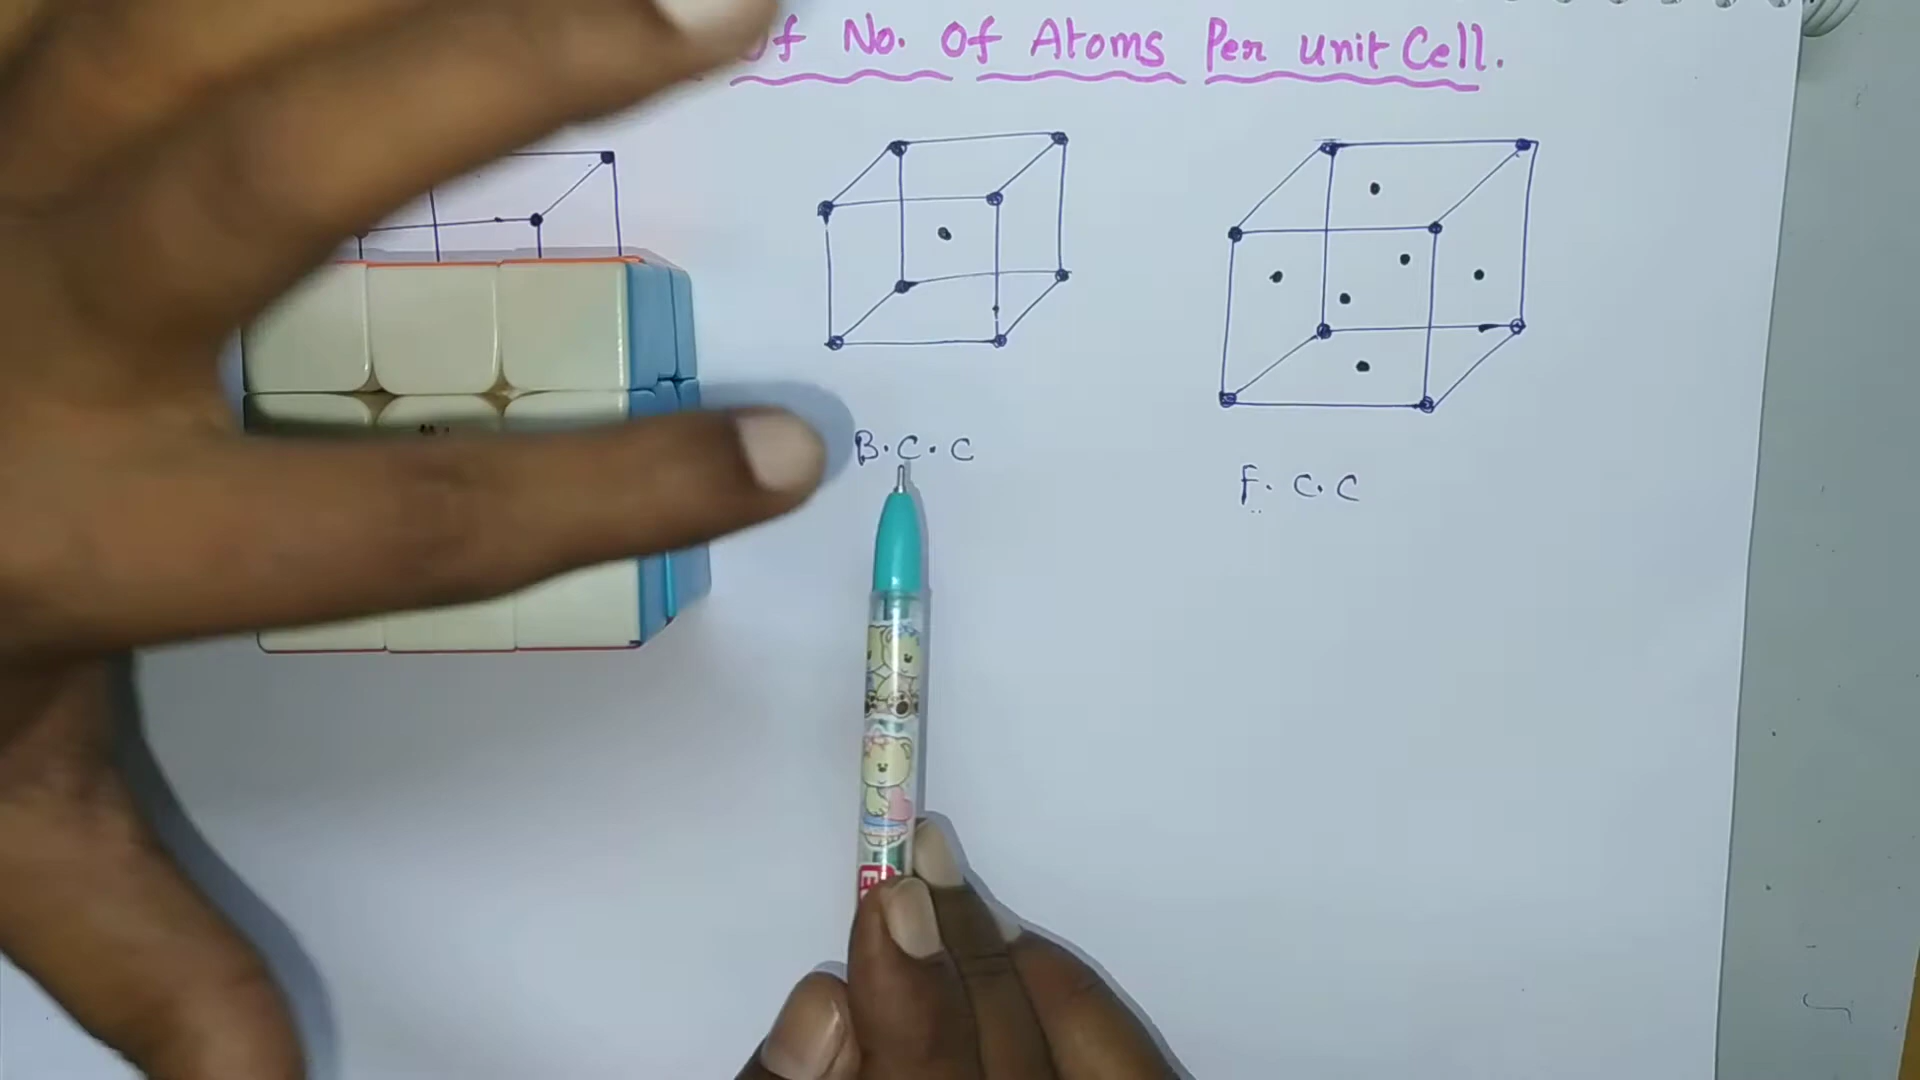 Of No. Of Atoms Per unit Cell.
B.C.C
F. C.C